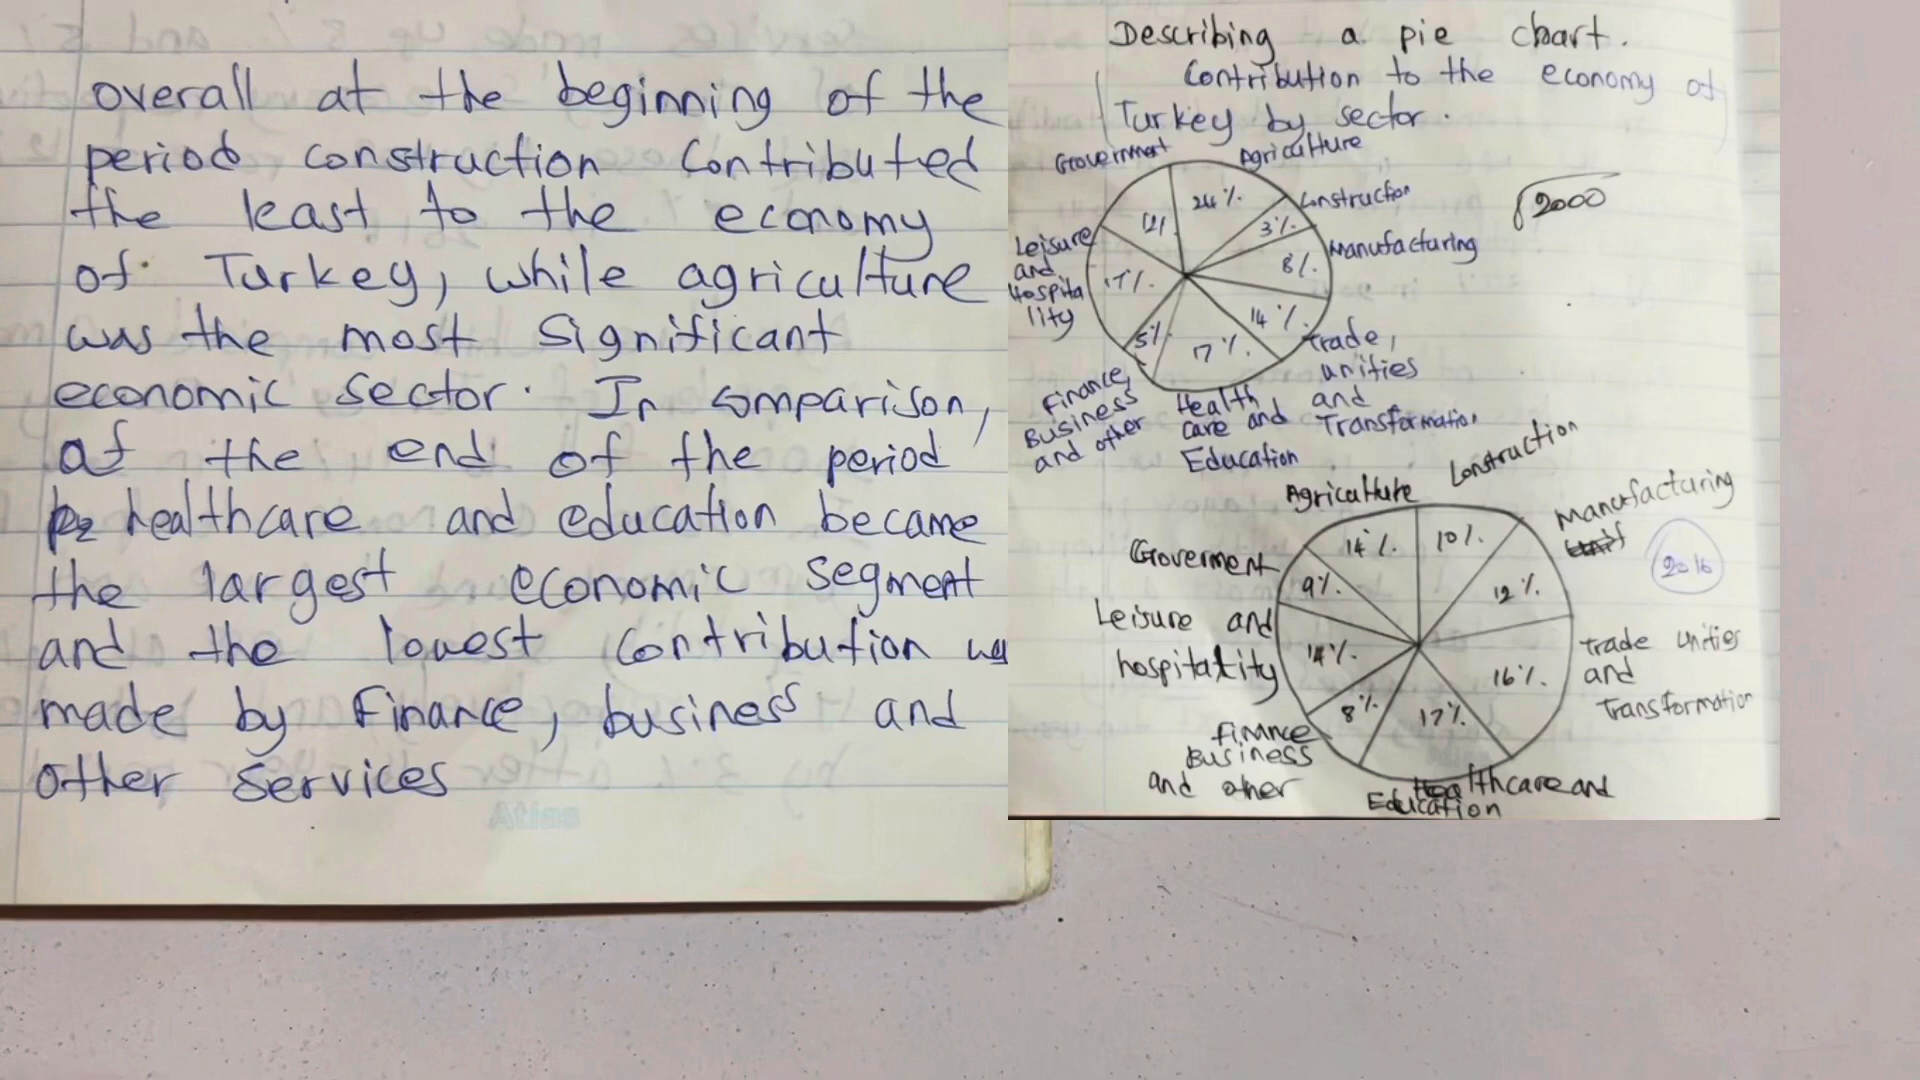 overall at the beginning of the
period construction contributed
the least to the economy
of Turkey, while agriculture
was the most significant
economic sector. In comparison,
at the end of the period
healthcare and education became
the largest economic segment
and the lowest contribution was
made by finance, business and
other services
Describing a pie chart.
Contribution to the economy of
Turkey by sector.
Goverment
Agriculture
24%.
Construction
2000
3%.
12%
Leisure
and
Hospita
lity
Manufacturing
8%.
17%.
14%.
5%.
17%.
Trade,
unities
and
Transformation
Finance,
Business
and other
Health
care and
Education
Construction
Agriculture
Manufacturing
14%.
10%.
2016
Goverment
9%.
12%.
Leisure and
hospitality
14%.
16%.
Trade unities
and
Transformation
8%.
17%.
finance
Business
and other
Healthcare and
Education